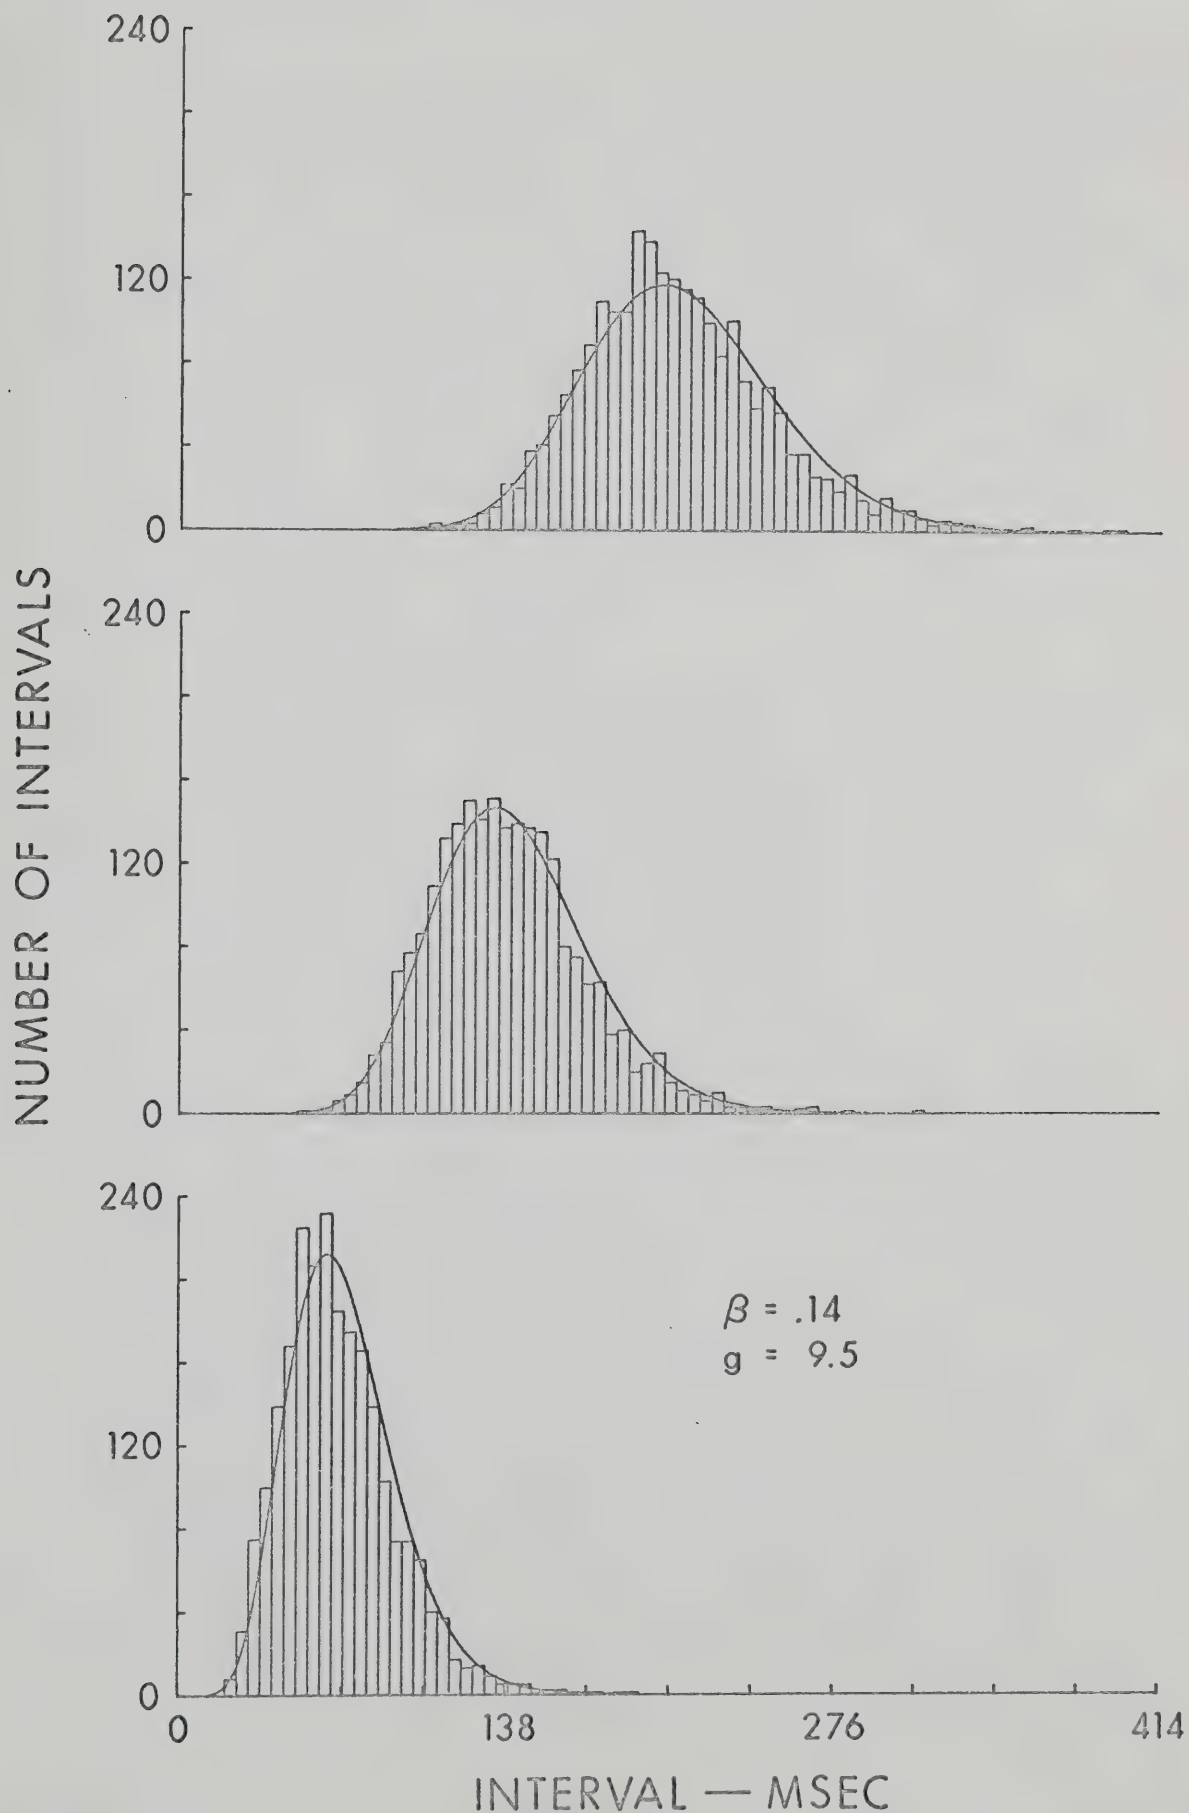 240
120
0
240
120
0
240
120
0
β = .14
g = 9.5
0 138 276 414
INTERVAL — MSEC
NUMBER OF INTERVALS